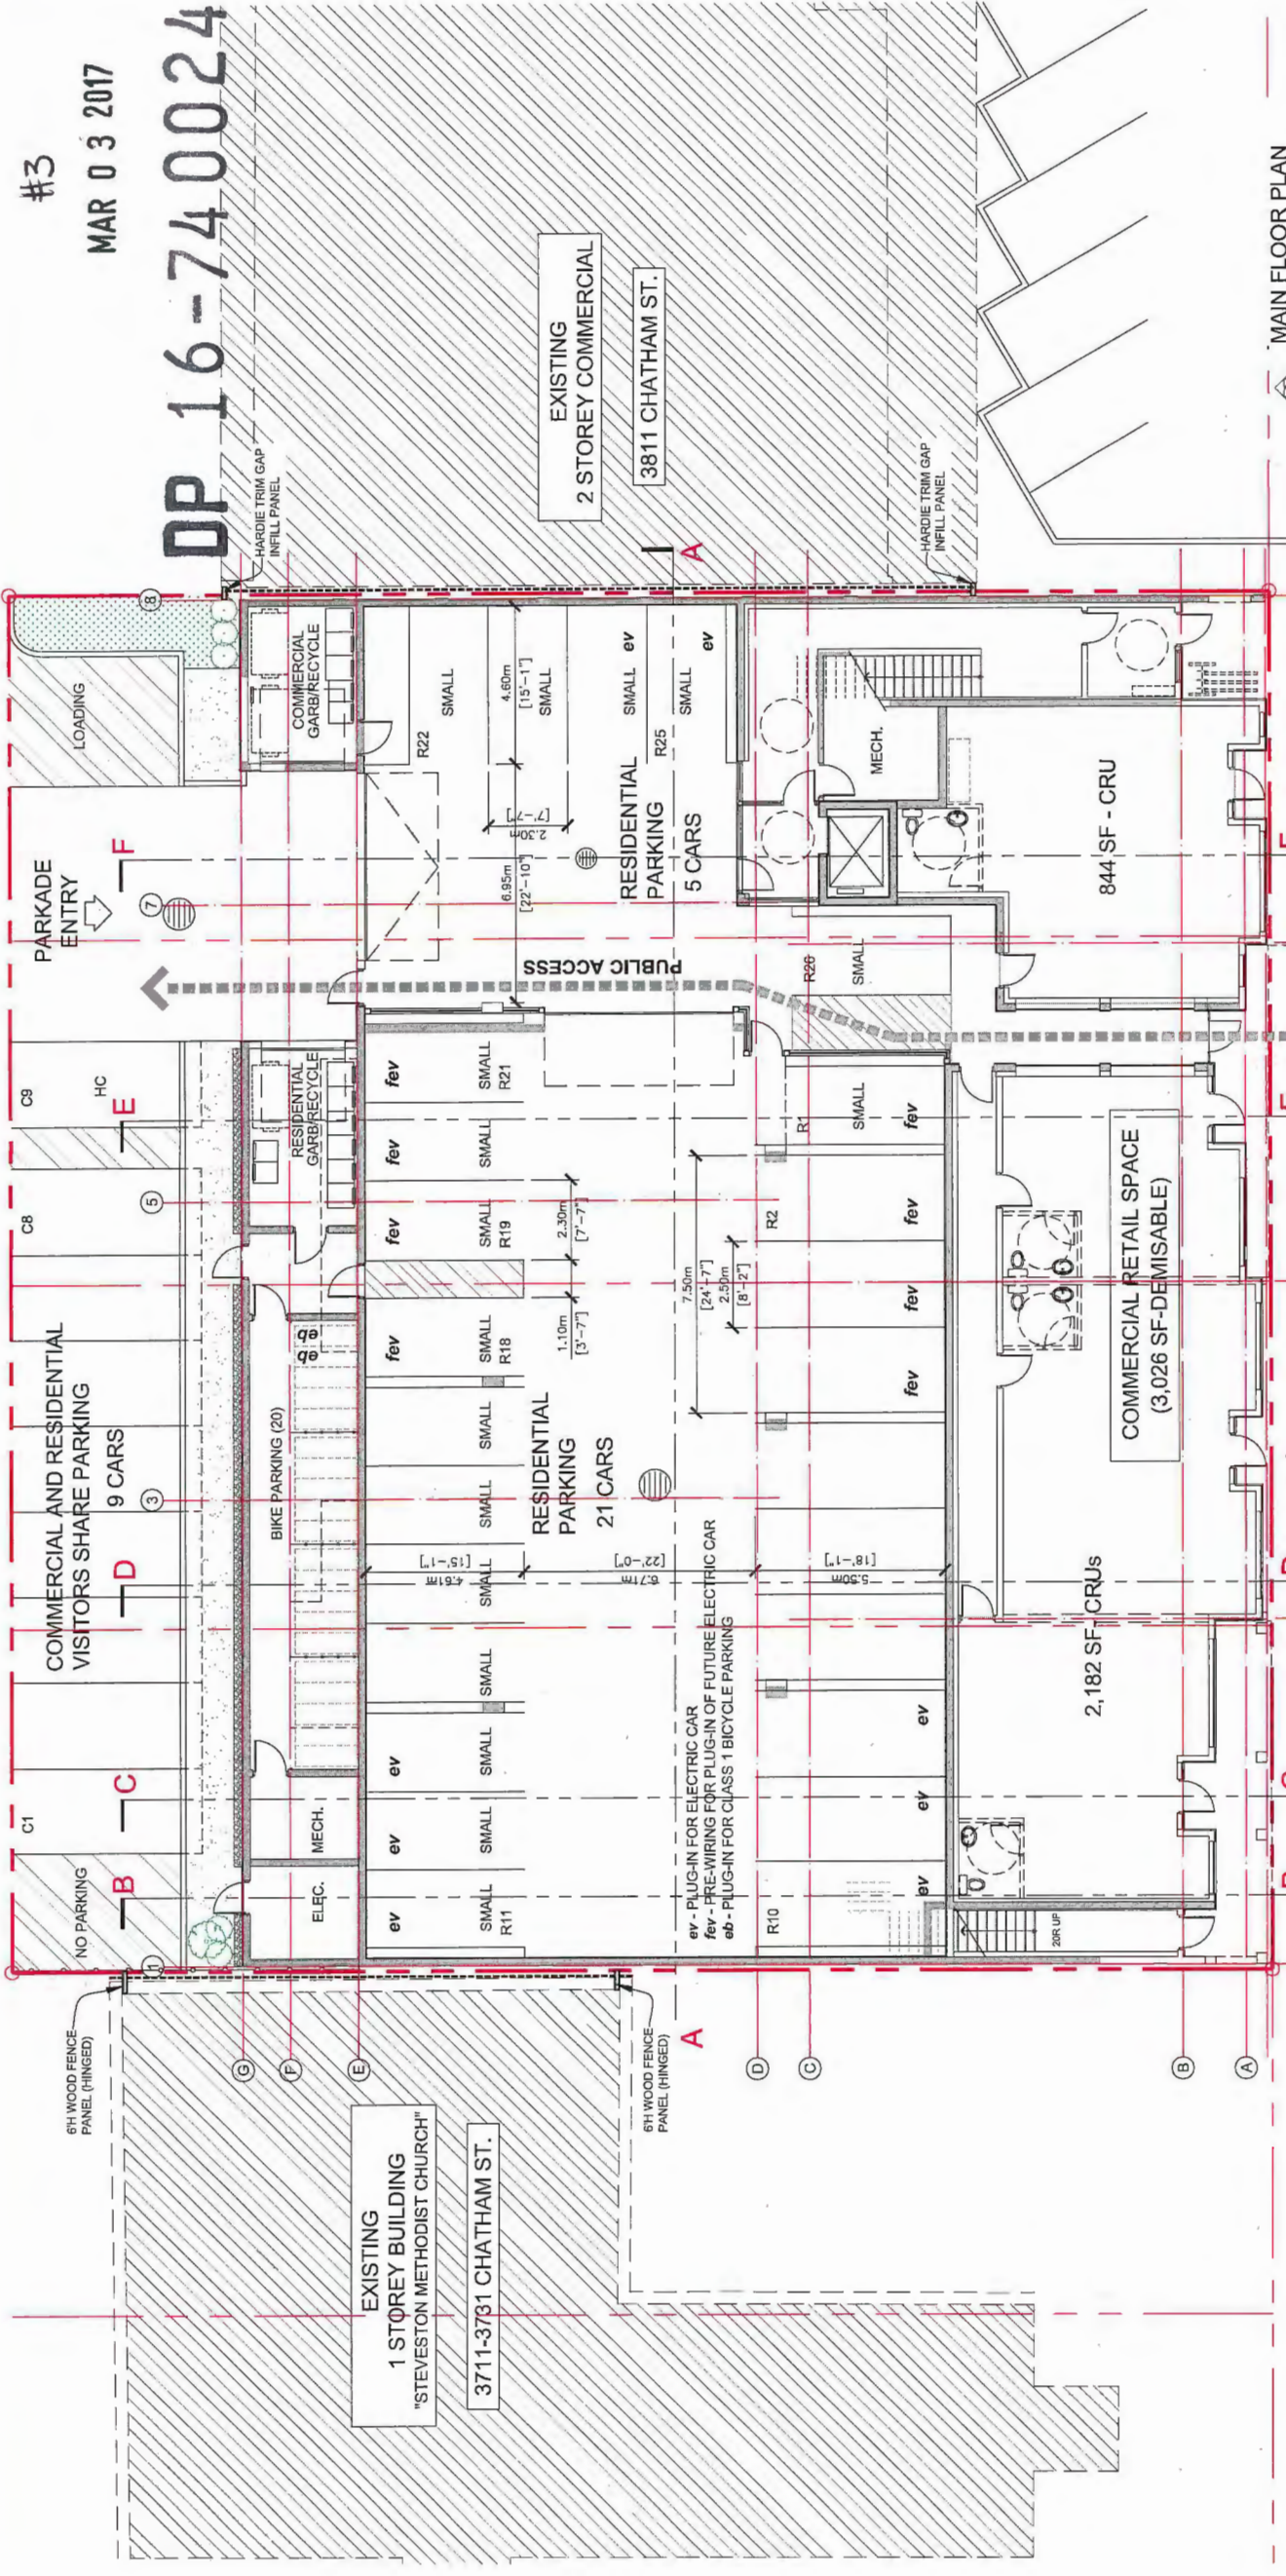 #3
MAR 03 2017
DP 16-740024
PARKADE
ENTRY
LOADING
HARDIE TRIM GAP
INFILL PANEL
COMMERCIAL AND RESIDENTIAL
VISITORS SHARE PARKING
9 CARS
NO PARKING
C1
C8
C9
HC
B
C
D
E
F
1
3
5
7
8
6'H WOOD FENCE
PANEL (HINGED)
G
F
E
ELEC.
MECH.
BIKE PARKING (20)
eb
eb
RESIDENTIAL
GARB/RECYCLE
COMMERCIAL
GARB/RECYCLE
EXISTING
1 STOREY BUILDING
"STEVESTON METHODIST CHURCH"
3711-3731 CHATHAM ST.
EXISTING
2 STOREY COMMERCIAL
3811 CHATHAM ST.
ev
ev
ev
fev
fev
fev
fev
SMALL
R11
SMALL
SMALL
SMALL
SMALL
SMALL
SMALL
SMALL
R18
SMALL
R19
SMALL
SMALL
R21
4.61m
[15'-1"]
1.10m
[3'-7"]
2.30m
[7'-7"]
R22
SMALL
4.60m
[15'-1"]
SMALL
2.30m
[7'-7"]
6.95m
[22'-10"]
SMALL
ev
R25
SMALL
ev
RESIDENTIAL
PARKING
21 CARS
RESIDENTIAL
PARKING
5 CARS
PUBLIC ACCESS
6.71m
[22'-0"]
6'H WOOD FENCE
PANEL (HINGED)
A
A
ev - PLUG-IN FOR ELECTRIC CAR
fev - PRE-WIRING FOR PLUG-IN OF FUTURE ELECTRIC CAR
eb - PLUG-IN FOR CLASS 1 BICYCLE PARKING
7.50m
[24'-7"]
2.50m
[8'-2"]
D
C
R10
R2
R1
SMALL
R26
SMALL
5.50m
[18'-1"]
ev
ev
ev
fev
fev
fev
fev
MECH.
HARDIE TRIM GAP
INFILL PANEL
20R UP
2,182 SF- CRUs
COMMERCIAL RETAIL SPACE
(3,026 SF-DEMISABLE)
844 SF - CRU
B
A
MAIN FLOOR PLAN